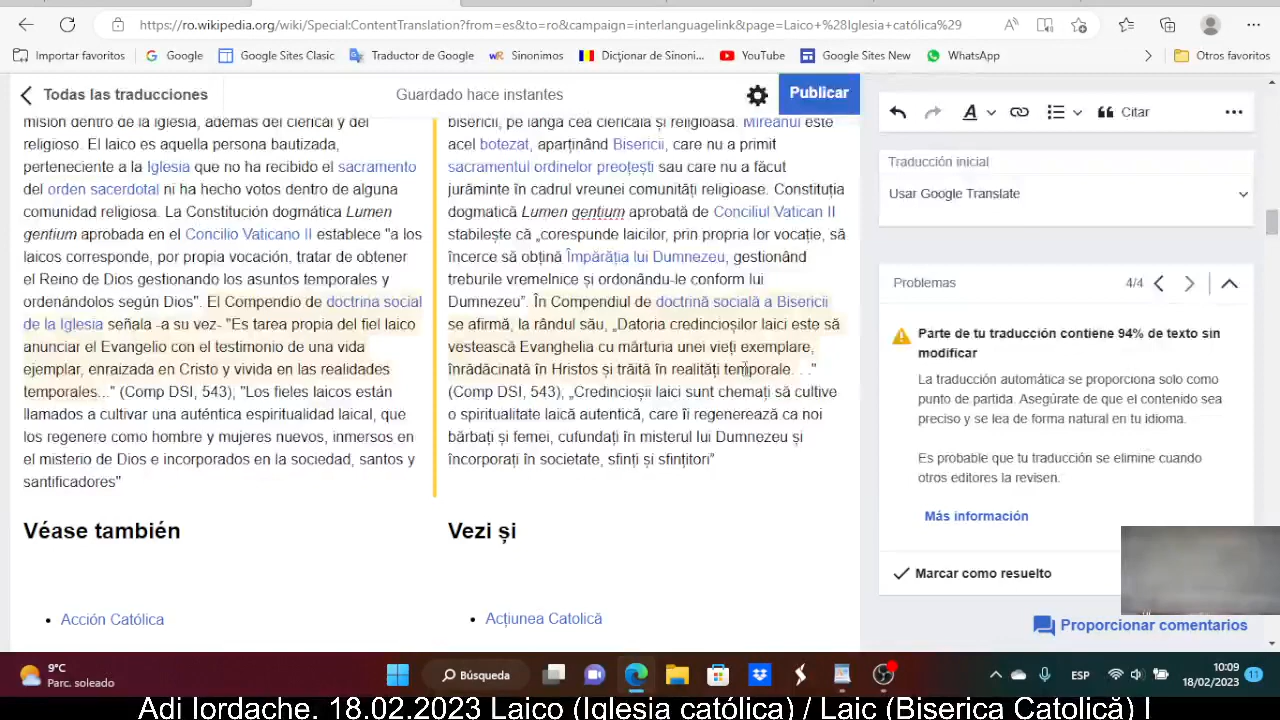 https://ro.wikipedia.org/wiki/Special:ContentTranslation?from=es&to=ro&campaign=interlanguagelink&page=Laico+%28Iglesia+católica%29
Importar favoritos
Google
Google Sites Clasic
Traductor de Google
wR Sinonimos
Dicționar de Sinoni...
YouTube
Google Sites New
WhatsApp
Otros favoritos
Todas las traducciones
Guardado hace instantes
Publicar
misión dentro de la Iglesia, además del clerical y del
religioso. El laico es aquella persona bautizada,
perteneciente a la Iglesia que no ha recibido el sacramento
del orden sacerdotal ni ha hecho votos dentro de alguna
comunidad religiosa. La Constitución dogmática Lumen
gentium aprobada en el Concilio Vaticano II establece "a los
laicos corresponde, por propia vocación, tratar de obtener
el Reino de Dios gestionando los asuntos temporales y
ordenándolos según Dios". El Compendio de doctrina social
de la Iglesia señala -a su vez- "Es tarea propia del fiel laico
anunciar el Evangelio con el testimonio de una vida
ejemplar, enrazada en Cristo y vivida en las realidades
temporales..." (Comp DSI, 543); "Los fieles laicos están
llamados a cultivar una auténtica espiritualidad laical, que
los regenere como hombre y mujeres nuevos, inmersos en
el misterio de Dios e incorporados en la sociedad, santos y
santificadores"
Véase también
Acción Católica
bisericii, pe lângă cea clericală și religioasă. Mireanul este
acel botezat, aparținând Bisericii, care nu a primit
sacramentul ordinelor preoțești sau care nu a făcut
jurăminte în cadrul vreunei comunități religioase. Constituția
dogmatică Lumen gentium aprobată de Conciliul Vatican II
stabilește că „corespunde laicilor, prin propria lor vocație, să
încerce să obțină Împărăția lui Dumnezeu, gestionând
treburile vremelnice și ordonându-le conform lui
Dumnezeu”. În Compendiul de doctrină socială a Bisericii
se afirmă, la rândul său, „Datoria credincioșilor laici este să
vestească Evanghelia cu mărturia unei vieți exemplare,
înrădăcinată în Hristos și trăită în realități temporale. . ."
(Comp DSI, 543); „Credincioșii laici sunt chemați să cultive
o spiritualitate laică autentică, care îi regenerează ca noi
bărbați și femei, cufundați în misterul lui Dumnezeu și
încorporați în societate, sfinți și sfințitori”
Vezi și
Acțiunea Catolică
Citar
Traducción inicial
Usar Google Translate
Problemas
4/4
Parte de tu traducción contiene 94% de texto sin
modificar
La traducción automática se proporciona solo como
punto de partida. Asegúrate de que el contenido sea
preciso y se lea de forma natural en tu idioma.
Es probable que tu traducción se elimine cuando
otros editores la revisen.
Más información
Marcar como resuelto
Proporcionar comentarios
9°C
Parc. soleado
Búsqueda
ESP
10:09
18/02/2023
11
Adi Iordache. 18.02.2023 Laico (Iglesia católica) / Laic (Biserica Catolică) I